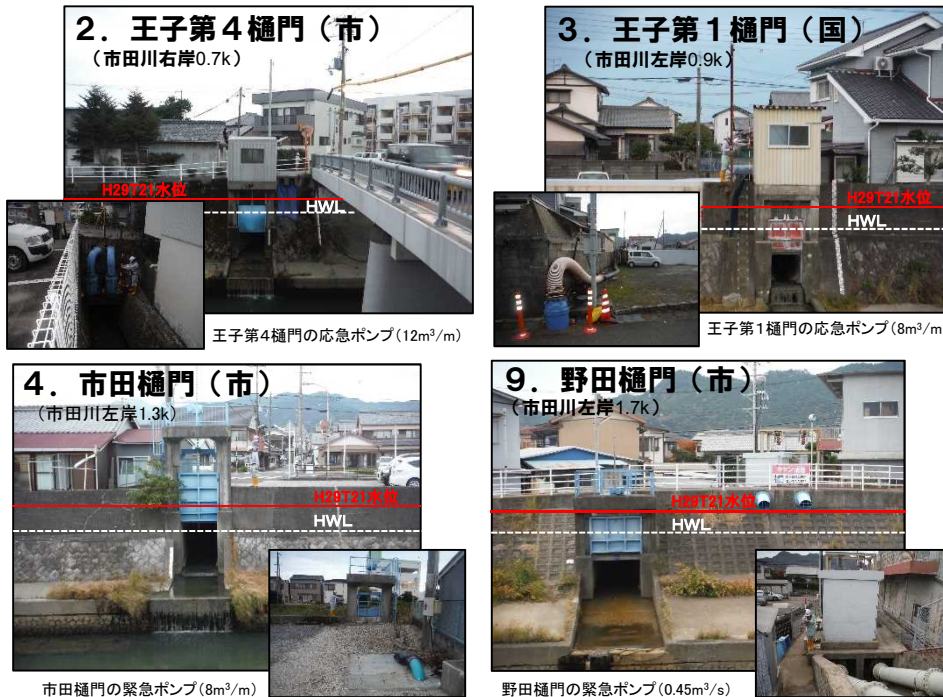 2．王子第４樋門（市）
（市田川右岸0.7k）
H29T21水位
HWL
王子第４樋門の応急ポンプ(12m³/m)
3．王子第１樋門（国）
（市田川左岸0.9k）
H29T21水位
HWL
王子第１樋門の応急ポンプ(8m³/m
4．市田樋門（市）
（市田川左岸1.3k）
H29T21水位
HWL
市田樋門の緊急ポンプ(8m³/m)
9．野田樋門（市）
（市田川左岸1.7k）
H29T21水位
HWL
野田樋門の緊急ポンプ(0.45m³/s)